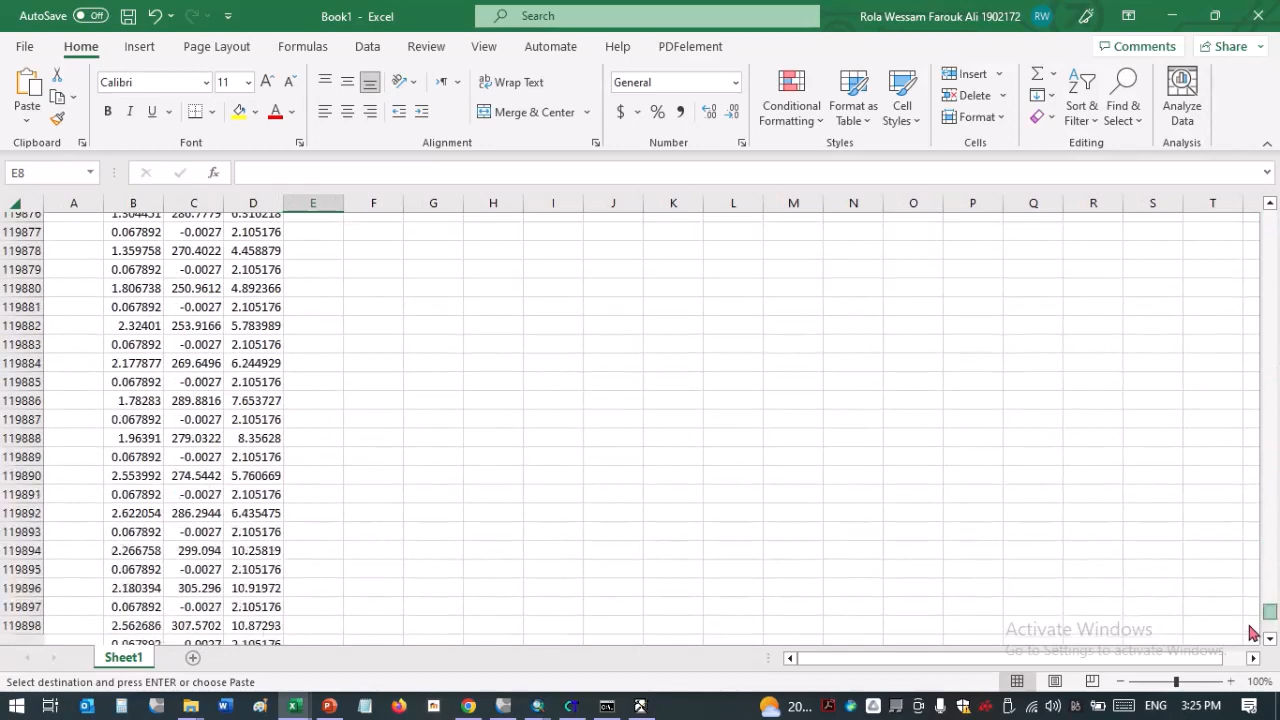 AutoSave Off Book1 - Excel Search Rola Wessam Farouk Ali 1902172 RW
File Home Insert Page Layout Formulas Data Review View Automate Help PDFelement Comments Share
Paste Calibri 11 Wrap Text General Conditional Formatting Format as Table Cell Styles Insert Sort & Filter Find & Select Analyze Data
B I U Merge & Center $ % Delete Format
Clipboard Font Alignment Number Styles Cells Editing Analysis
E8 fx
A B C D E F G H I J K L M N O P Q R S T
119876 1.304451 280.7779 6.310218
119877 0.067892 -0.0027 2.105176
119878 1.359758 270.4022 4.458879
119879 0.067892 -0.0027 2.105176
119880 1.806738 250.9612 4.892366
119881 0.067892 -0.0027 2.105176
119882 2.32401 253.9166 5.783989
119883 0.067892 -0.0027 2.105176
119884 2.177877 269.6496 6.244929
119885 0.067892 -0.0027 2.105176
119886 1.78283 289.8816 7.653727
119887 0.067892 -0.0027 2.105176
119888 1.96391 279.0322 8.35628
119889 0.067892 -0.0027 2.105176
119890 2.553992 274.5442 5.760669
119891 0.067892 -0.0027 2.105176
119892 2.622054 286.2944 6.435475
119893 0.067892 -0.0027 2.105176
119894 2.266758 299.094 10.25819
119895 0.067892 -0.0027 2.105176
119896 2.180394 305.296 10.91972
119897 0.067892 -0.0027 2.105176
119898 2.562686 307.5702 10.87293
0.067892 -0.0027 2.105176
Activate Windows
Go to Settings to activate Windows.
Sheet1
Select destination and press ENTER or choose Paste 100%
20... ENG 3:25 PM